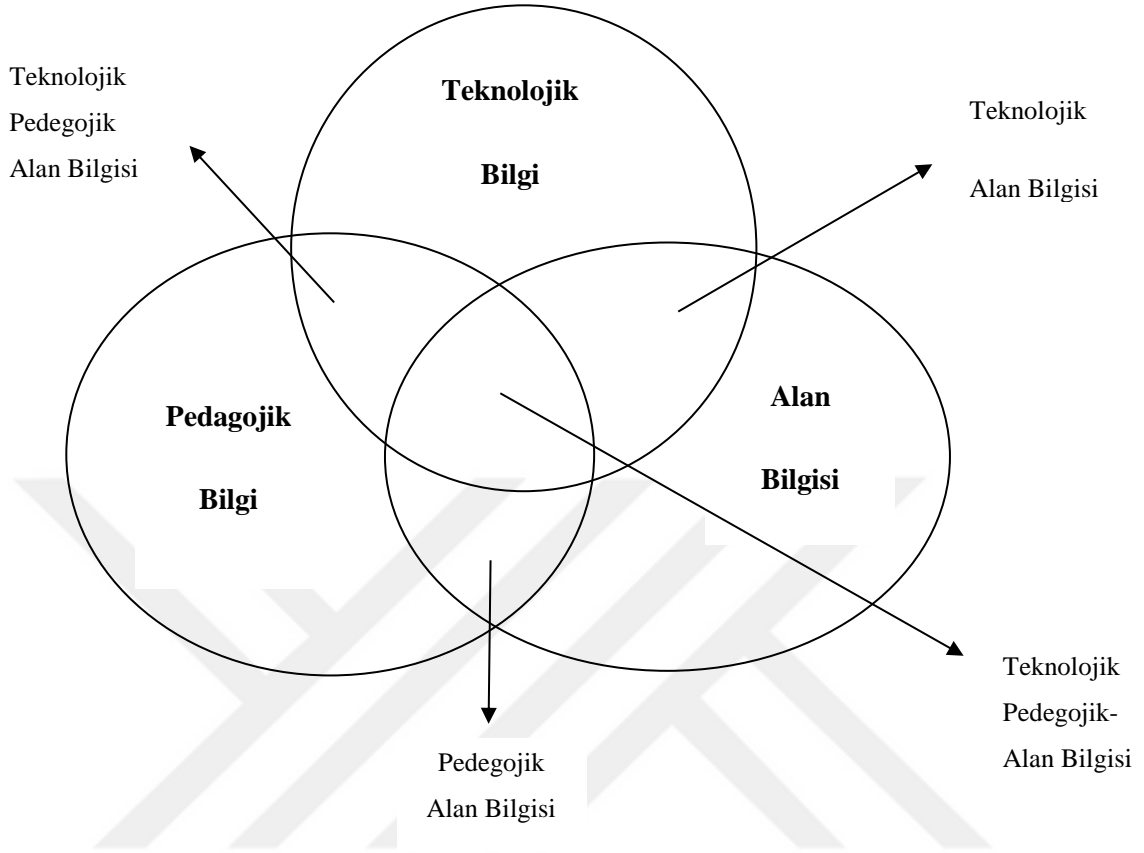 Teknolojik
Pedegojik
Alan Bilgisi
Teknolojik
Bilgi
Teknolojik
Alan Bilgisi
Pedagojik
Bilgi
Alan
Bilgisi
Pedegojik
Alan Bilgisi
Teknolojik
Pedegojik-
Alan Bilgisi